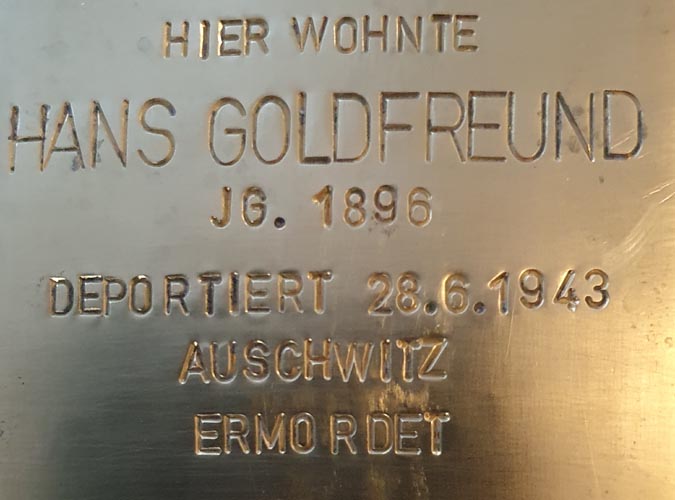 HIER WOHNTE
HANS GOLDFREUND
JG. 1896
DEPORTIERT 28.6.1943
AUSCHWITZ
ERMORDET